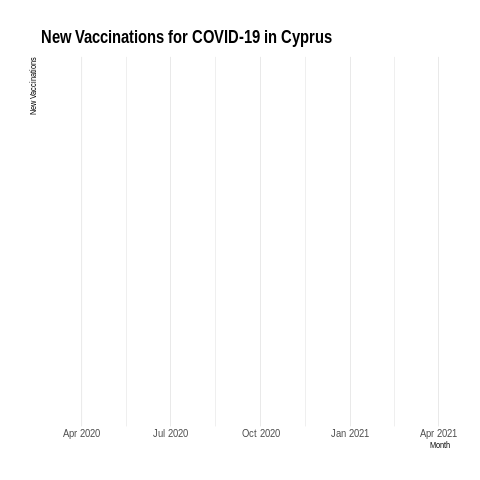 New Vaccinations for COVID-19 in Cyprus
New Vaccinations
Apr 2020 Jul 2020 Oct 2020 Jan 2021 Apr 2021
Month